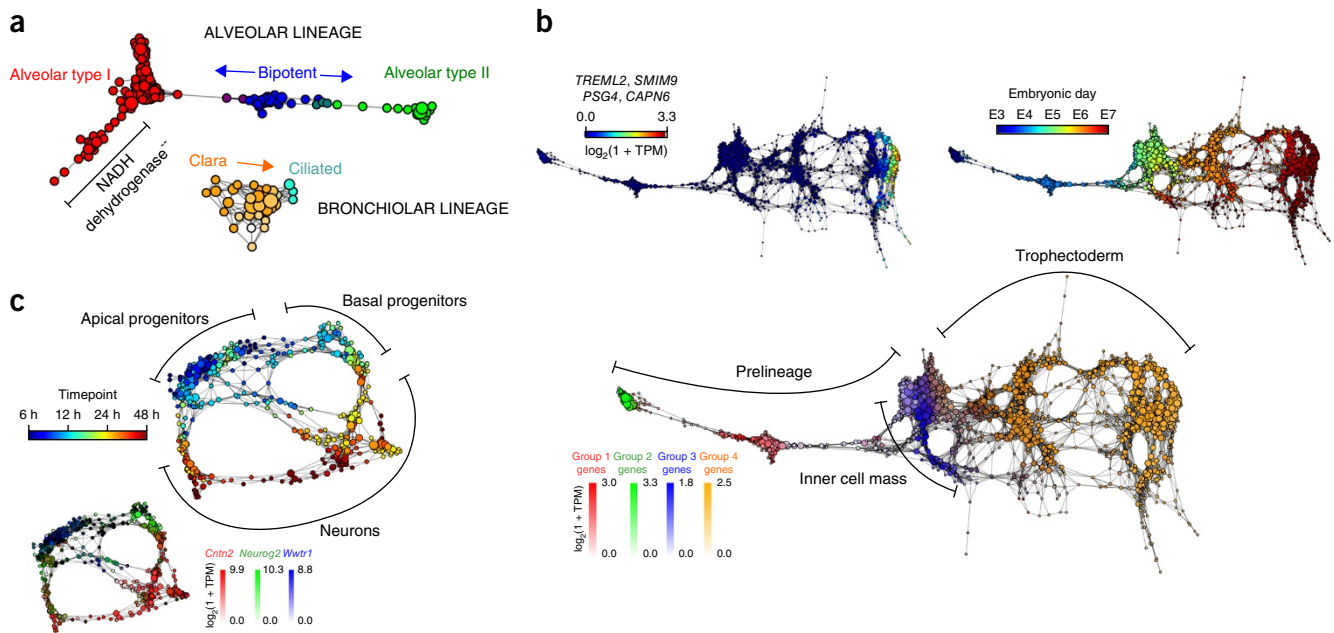 a
ALVEOLAR LINEAGE
Alveolar type I
Bipotent
Alveolar type II
NADH
dehydrogenase --
Clara
Ciliated
BRONCHIOLAR LINEAGE
b
TREML2, SMIM9
PSG4, CAPN6
0.0 3.3
log2(1 + TPM)
Embryonic day
E3 E4 E5 E6 E7
Trophectoderm
Prelineage
Inner cell mass
Group 1 Group 2 Group 3 Group 4
genes genes genes genes
3.0 3.3 1.8 2.5
log2(1 + TPM)
0.0 0.0 0.0 0.0
c
Apical progenitors
Basal progenitors
Timepoint
6 h 12 h 24 h 48 h
Neurons
Cntn2 Neurog2 Wwtr1
9.9 10.3 8.8
log2(1 + TPM)
0.0 0.0 0.0